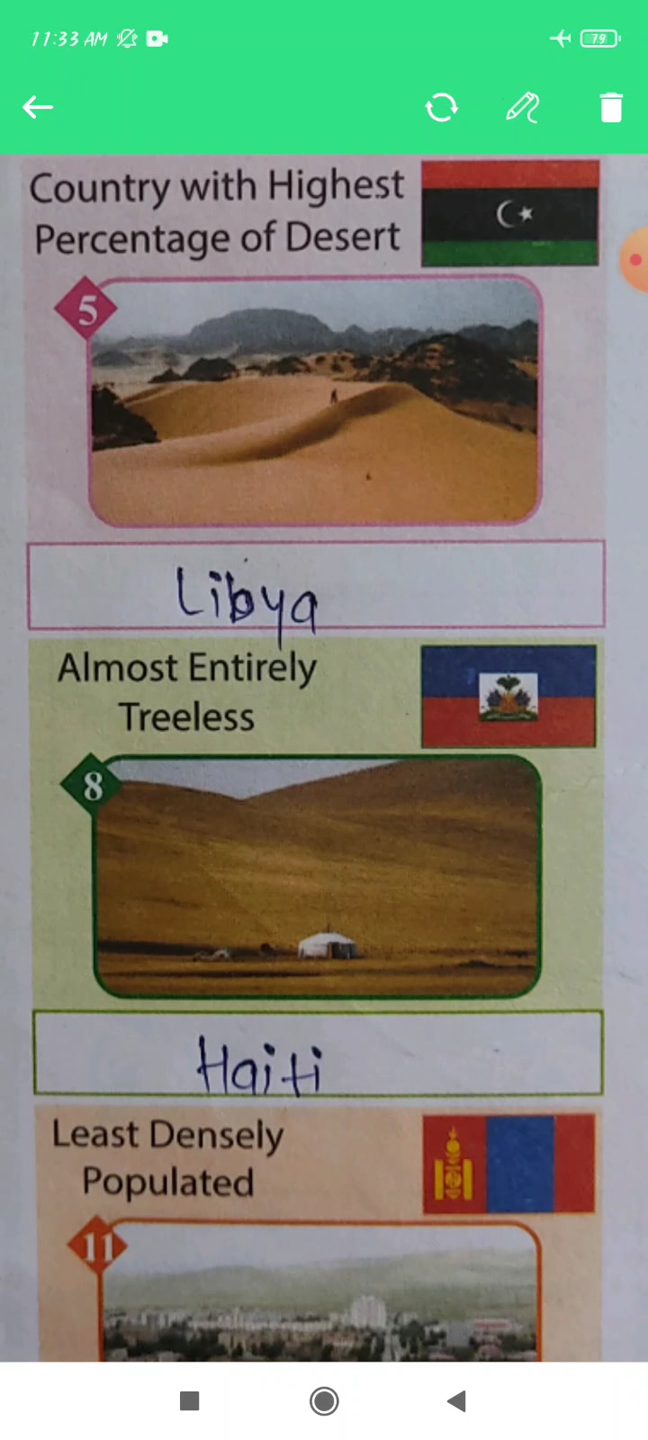 11:33 AM
79
Country with Highest
Percentage of Desert
5
Libya
Almost Entirely
Treeless
8
Haiti
Least Densely
Populated
11